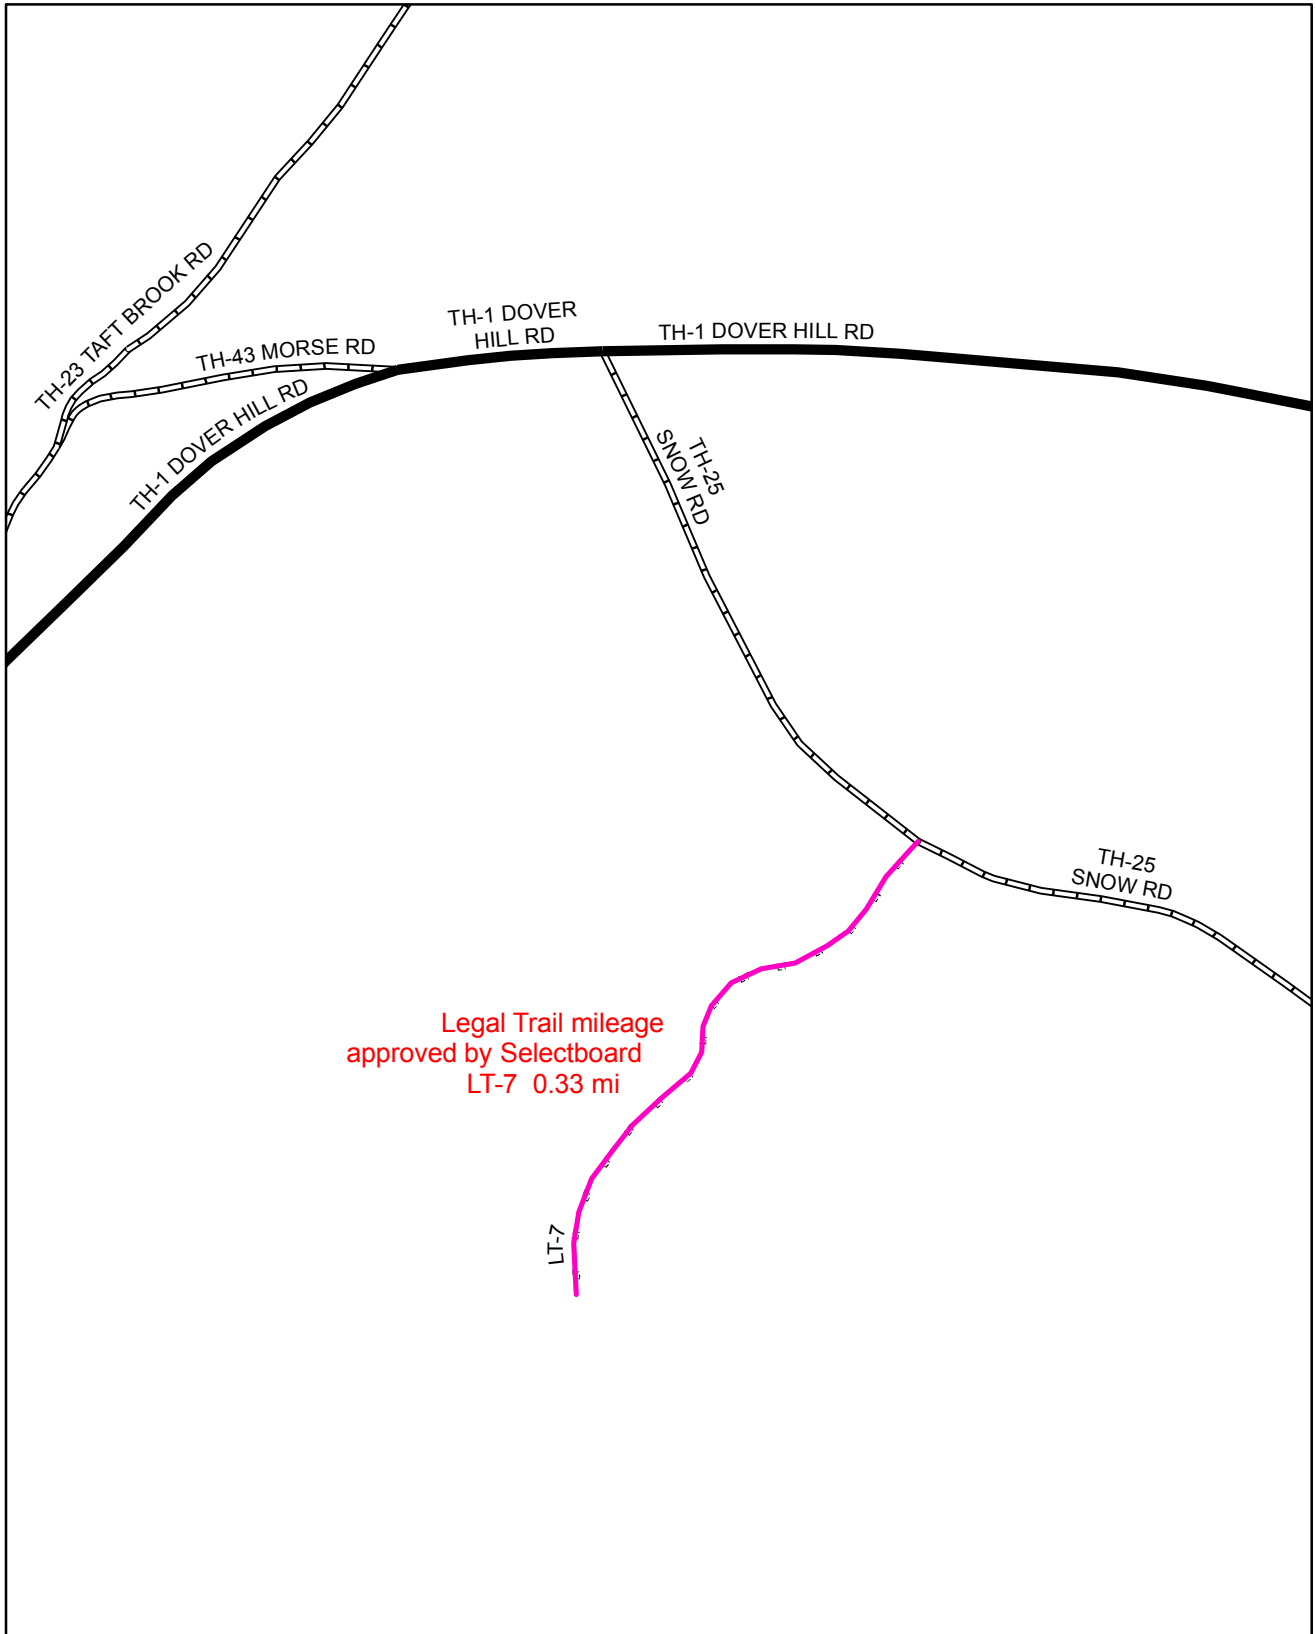 TH-23 TAFT BROOK RD
TH-43 MORSE RD
TH-1 DOVER HILL RD
TH-1 DOVER
HILL RD
TH-1 DOVER HILL RD
TH-25
SNOW RD
TH-25
SNOW RD
Legal Trail mileage
approved by Selectboard
LT-7 0.33 mi
LT-7